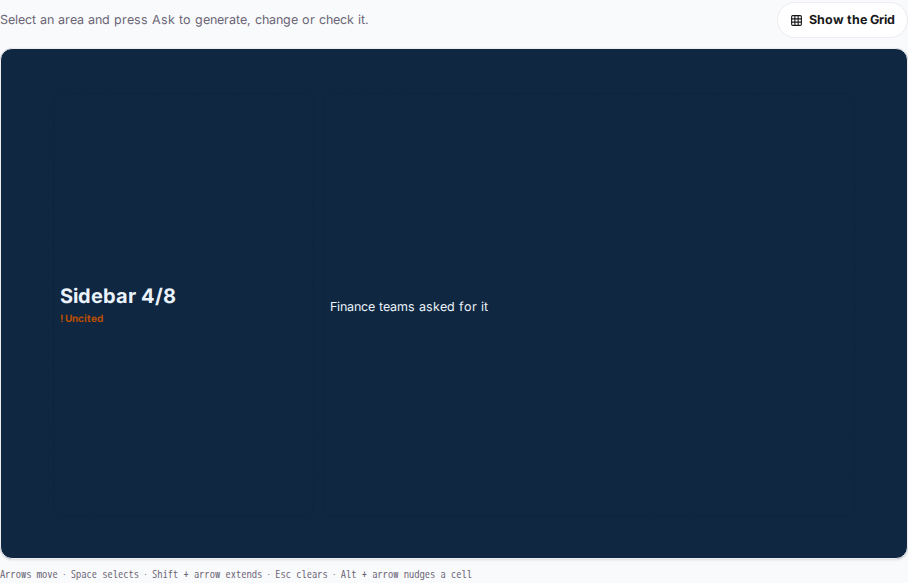 Select an area and press Ask to generate, change or check it.
Show the Grid
Sidebar 4/8
! Uncited
Finance teams asked for it
Arrows move · Space selects · Shift + arrow extends · Esc clears · Alt + arrow nudges a cell